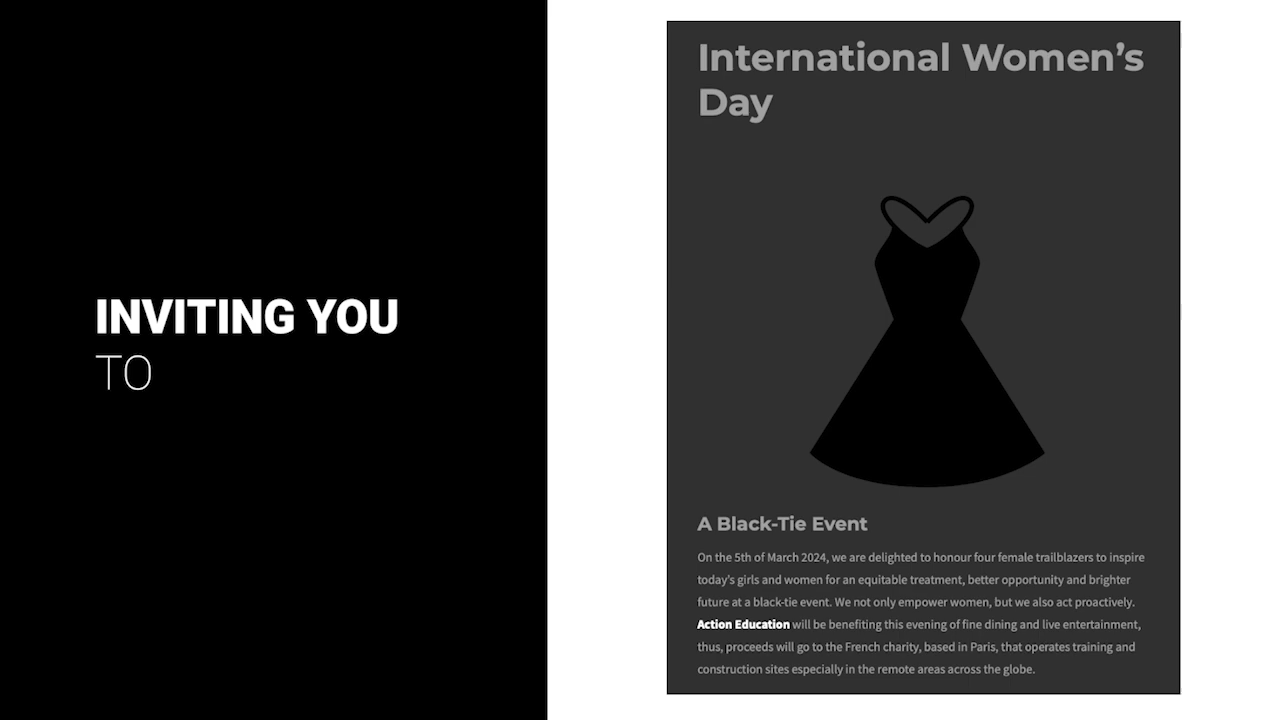 INVITING YOU
TO
International Women’s
Day
A Black-Tie Event
On the 5th of March 2024, we are delighted to honour four female trailblazers to inspire
today’s girls and women for an equitable treatment, better opportunity and brighter
future at a black-tie event. We not only empower women, but we also act proactively.
Action Education will be benefiting this evening of fine dining and live entertainment,
thus, proceeds will go to the French charity, based in Paris, that operates training and
construction sites especially in the remote areas across the globe.